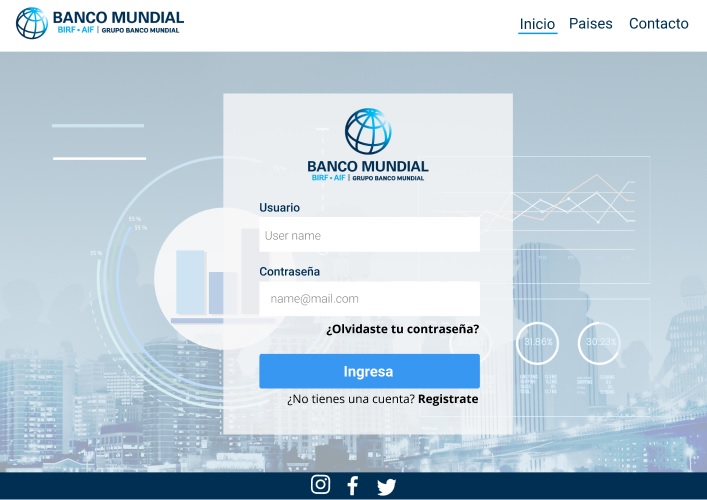 BANCO MUNDIAL
BIRF • AIF | GRUPO BANCO MUNDIAL
Inicio Paises Contacto
BANCO MUNDIAL
BIRF • AIF | GRUPO BANCO MUNDIAL
Usuario
User name
Contraseña
name@mail.com
¿Olvidaste tu contraseña?
31.86% 30.23%
Ingresa
¿No tienes una cuenta? Registrate